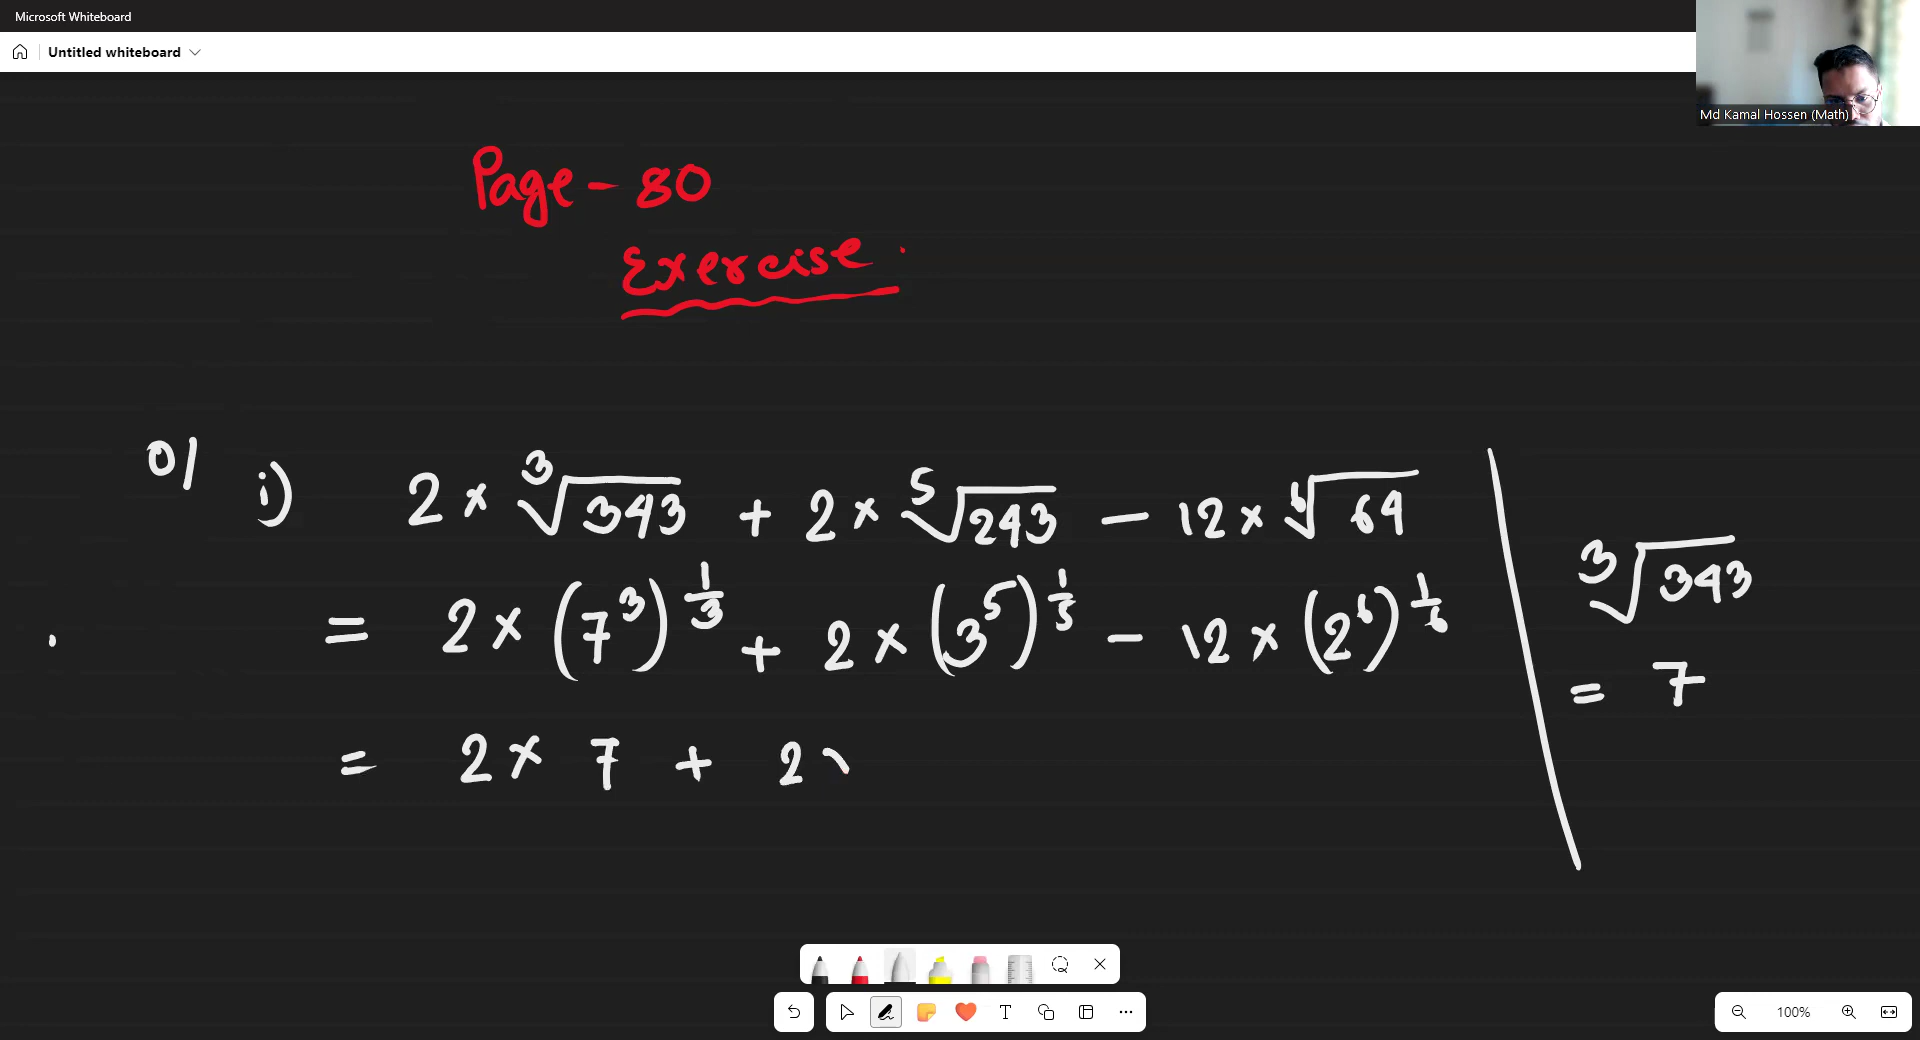 Microsoft Whiteboard
Untitled whiteboard
Md Kamal Hossen (Math)
Page - 80
Exercise.
01 i) 2 × ³√343 + 2 × ⁵√243 − 12 × ⁶√64
= 2 × (7³)^1/3 + 2 × (3⁵)^1/5 − 12 × (2⁶)^1/6
= 2 × 7 + 2
³√343
= 7
T
100%